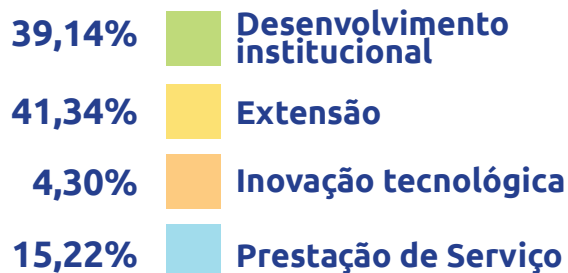 39,14% Desenvolvimento
institucional
41,34% Extensão
4,30% Inovação tecnológica
15,22% Prestação de Serviço